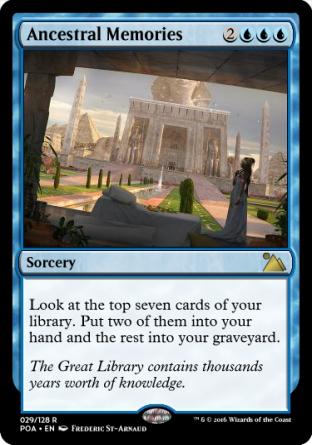 Ancestral Memories 2
Sorcery
Look at the top seven cards of your
library. Put two of them into your
hand and the rest into your graveyard.
The Great Library contains thousands
years worth of knowledge.
029/128 R
POA • EN Frederic St-Arnaud
™ & © 2016 Wizards of the Coast